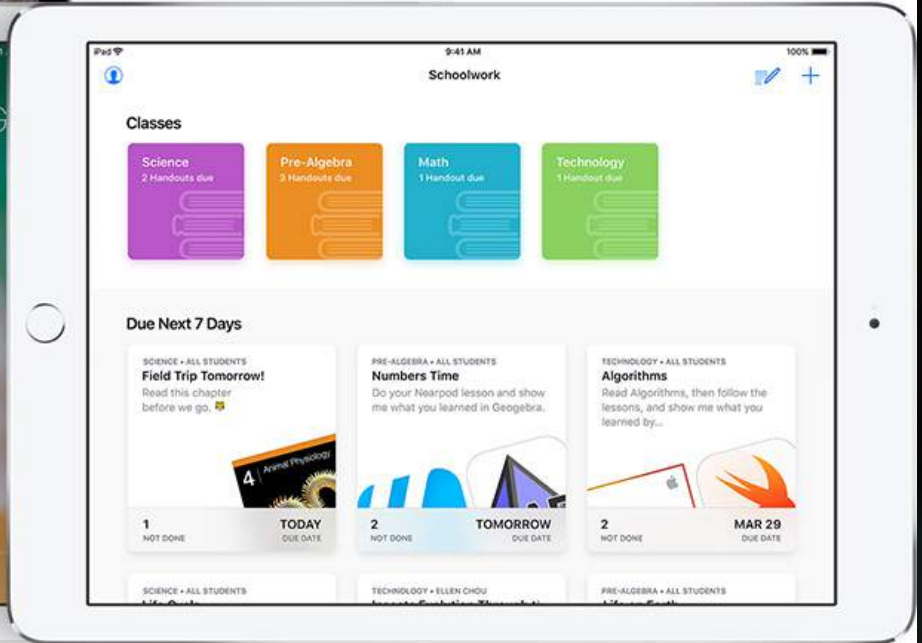 iPad
9:41 AM
100%
Schoolwork
Classes
Science
2 Handouts due
Pre-Algebra
3 Handouts due
Math
1 Handout due
Technology
1 Handout due
Due Next 7 Days
SCIENCE • ALL STUDENTS
Field Trip Tomorrow!
Read this chapter
before we go. 🐯
4 Animal Physiology
1
NOT DONE
TODAY
DUE DATE
PRE-ALGEBRA • ALL STUDENTS
Numbers Time
Do your Nearpod lesson and show
me what you learned in Geogebra.
2
NOT DONE
TOMORROW
DUE DATE
TECHNOLOGY • ALL STUDENTS
Algorithms
Read Algorithms, then follow the
lessons, and show me what you
learned by...
2
NOT DONE
MAR 29
DUE DATE
SCIENCE • ALL STUDENTS
TECHNOLOGY • ELLEN CHOU
PRE-ALGEBRA • ALL STUDENTS